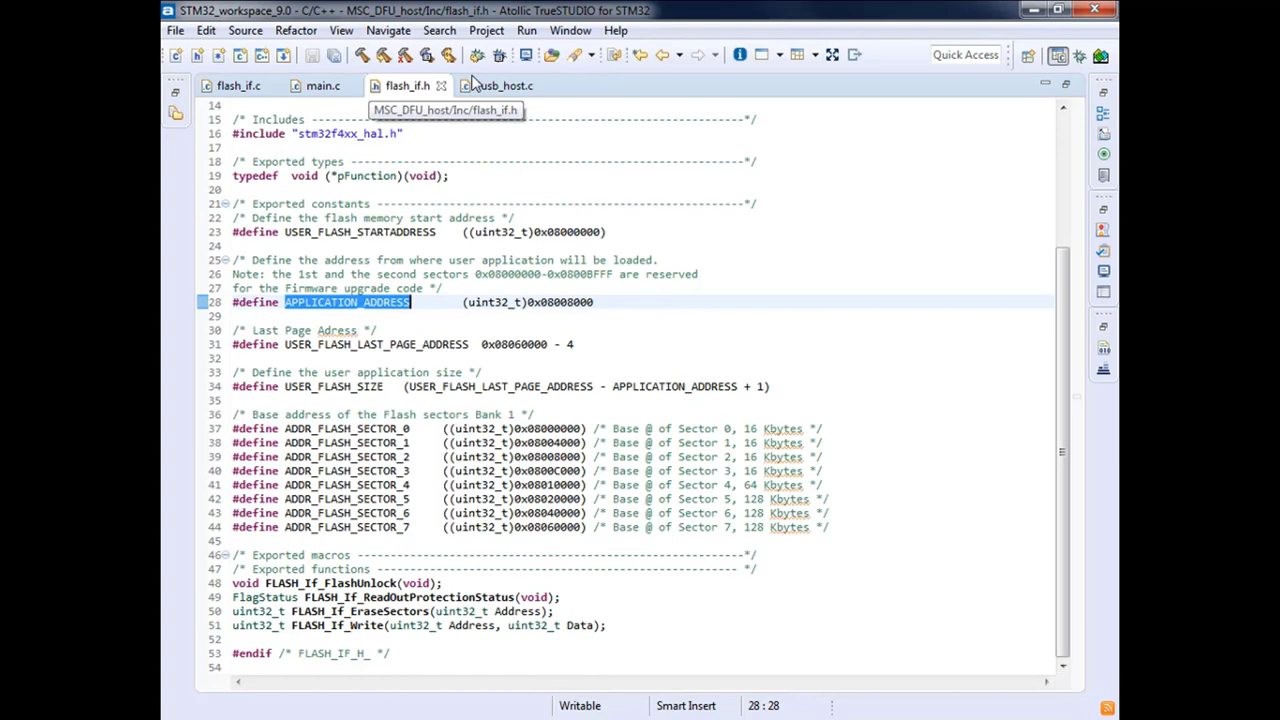 STM32_workspace_9.0 - C/C++ - MSC_DFU_host/Inc/flash_if.h - Atollic TrueSTUDIO for STM32
File Edit Source Refactor Navigate Search Project Run Window Help
Quick Access
flash_if.c main.c flash_if.h usb_host.c
MSC_DFU_host/Inc/flash_if.h
14
15 /* Includes ------------------------------------------------------------------*/
16 #include "stm32f4xx_hal.h"
17
18 /* Exported types ------------------------------------------------------------*/
19 typedef  void (*pFunction)(void);
20
21 /* Exported constants --------------------------------------------------------*/
22 /* Define the flash memory start address */
23 #define USER_FLASH_STARTADDRESS    ((uint32_t)0x08000000)
24
25 /* Define the address from where user application will be loaded.
26 Note: the 1st and the second sectors 0x08000000-0x0800BFFF are reserved
27 for the Firmware upgrade code */
28 #define APPLICATION_ADDRESS        (uint32_t)0x08008000
29
30 /* Last Page Adress */
31 #define USER_FLASH_LAST_PAGE_ADDRESS  0x08060000 - 4
32
33 /* Define the user application size */
34 #define USER_FLASH_SIZE   (USER_FLASH_LAST_PAGE_ADDRESS - APPLICATION_ADDRESS + 1)
35
36 /* Base address of the Flash sectors Bank 1 */
37 #define ADDR_FLASH_SECTOR_0     ((uint32_t)0x08000000) /* Base @ of Sector 0, 16 Kbytes */
38 #define ADDR_FLASH_SECTOR_1     ((uint32_t)0x08004000) /* Base @ of Sector 1, 16 Kbytes */
39 #define ADDR_FLASH_SECTOR_2     ((uint32_t)0x08008000) /* Base @ of Sector 2, 16 Kbytes */
40 #define ADDR_FLASH_SECTOR_3     ((uint32_t)0x0800C000) /* Base @ of Sector 3, 16 Kbytes */
41 #define ADDR_FLASH_SECTOR_4     ((uint32_t)0x08010000) /* Base @ of Sector 4, 64 Kbytes */
42 #define ADDR_FLASH_SECTOR_5     ((uint32_t)0x08020000) /* Base @ of Sector 5, 128 Kbytes */
43 #define ADDR_FLASH_SECTOR_6     ((uint32_t)0x08040000) /* Base @ of Sector 6, 128 Kbytes */
44 #define ADDR_FLASH_SECTOR_7     ((uint32_t)0x08060000) /* Base @ of Sector 7, 128 Kbytes */
45
46 /* Exported macros -----------------------------------------------------------*/
47 /* Exported functions ------------------------------------------------------- */
48 void FLASH_If_FlashUnlock(void);
49 FlagStatus FLASH_If_ReadOutProtectionStatus(void);
50 uint32_t FLASH_If_EraseSectors(uint32_t Address);
51 uint32_t FLASH_If_Write(uint32_t Address, uint32_t Data);
52
53 #endif /* FLASH_IF_H_ */
54
Writable Smart Insert 28 : 28